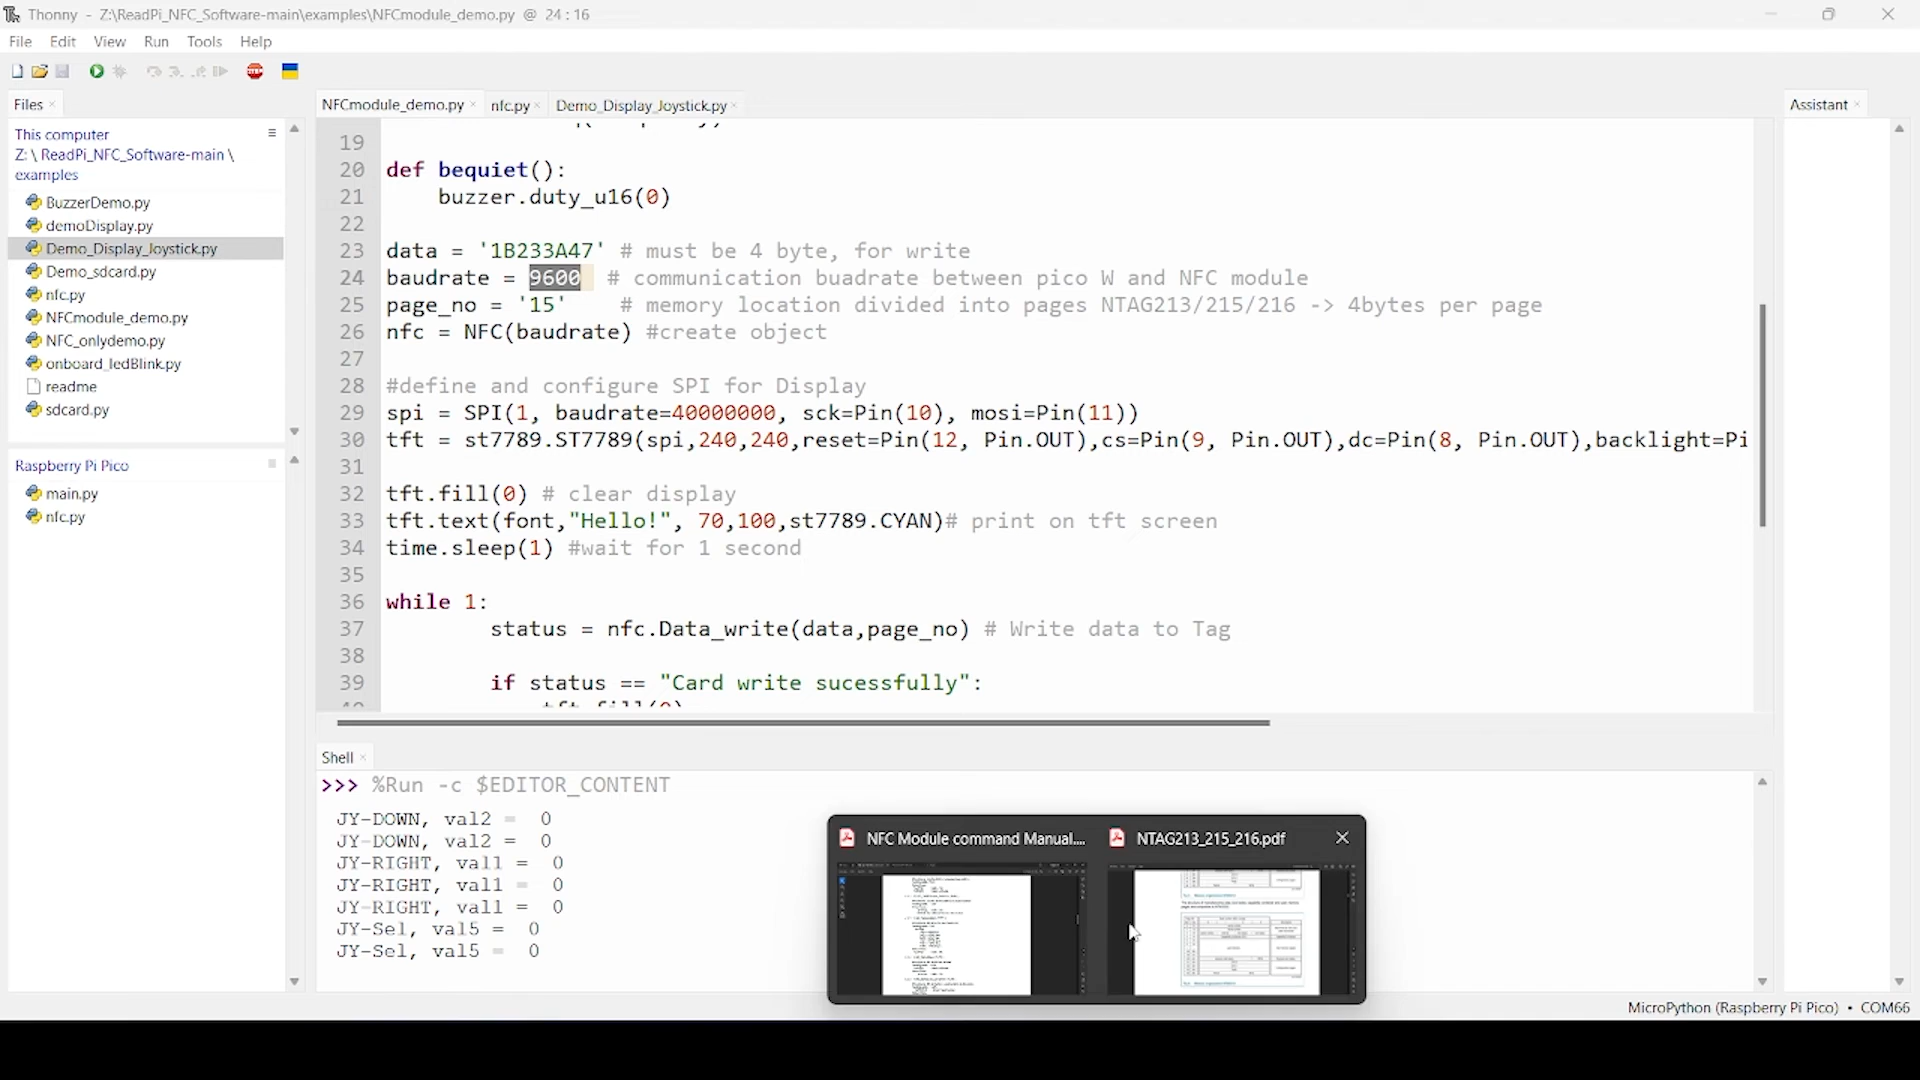 Thonny - Z:\ReadPi_NFC_Software-main\examples\NFCmodule_demo.py @ 24 : 16
File Edit View Run Tools Help
Files
This computer
Z: \ ReadPi_NFC_Software-main \
examples
BuzzerDemo.py
demoDisplay.py
Demo_Display_Joystick.py
Demo_sdcard.py
nfc.py
NFCmodule_demo.py
NFC_onlydemo.py
onboard_ledBlink.py
readme
sdcard.py
Raspberry Pi Pico
main.py
nfc.py
NFCmodule_demo.py nfc.py Demo_Display_Joystick.py
19
20 def bequiet():
21 buzzer.duty_u16(0)
22
23 data = '1B233A47' # must be 4 byte, for write
24 baudrate = 9600 # communication buadrate between pico W and NFC module
25 page_no = '15' # memory location divided into pages NTAG213/215/216 -> 4bytes per page
26 nfc = NFC(baudrate) #create object
27
28 #define and configure SPI for Display
29 spi = SPI(1, baudrate=40000000, sck=Pin(10), mosi=Pin(11))
30 tft = st7789.ST7789(spi,240,240,reset=Pin(12, Pin.OUT),cs=Pin(9, Pin.OUT),dc=Pin(8, Pin.OUT),backlight=Pi
31
32 tft.fill(0) # clear display
33 tft.text(font,"Hello!", 70,100,st7789.CYAN)# print on tft screen
34 time.sleep(1) #wait for 1 second
35
36 while 1:
37 status = nfc.Data_write(data,page_no) # Write data to Tag
38
39 if status == "Card write sucessfully":
Shell
>>> %Run -c $EDITOR_CONTENT
JY-DOWN, val2 = 0
JY-DOWN, val2 = 0
JY-RIGHT, val1 = 0
JY-RIGHT, val1 = 0
JY-RIGHT, val1 = 0
JY-Sel, val5 = 0
JY-Sel, val5 = 0
NFC Module command Manual.... NTAG213_215_216.pdf
Assistant
MicroPython (Raspberry Pi Pico) • COM66